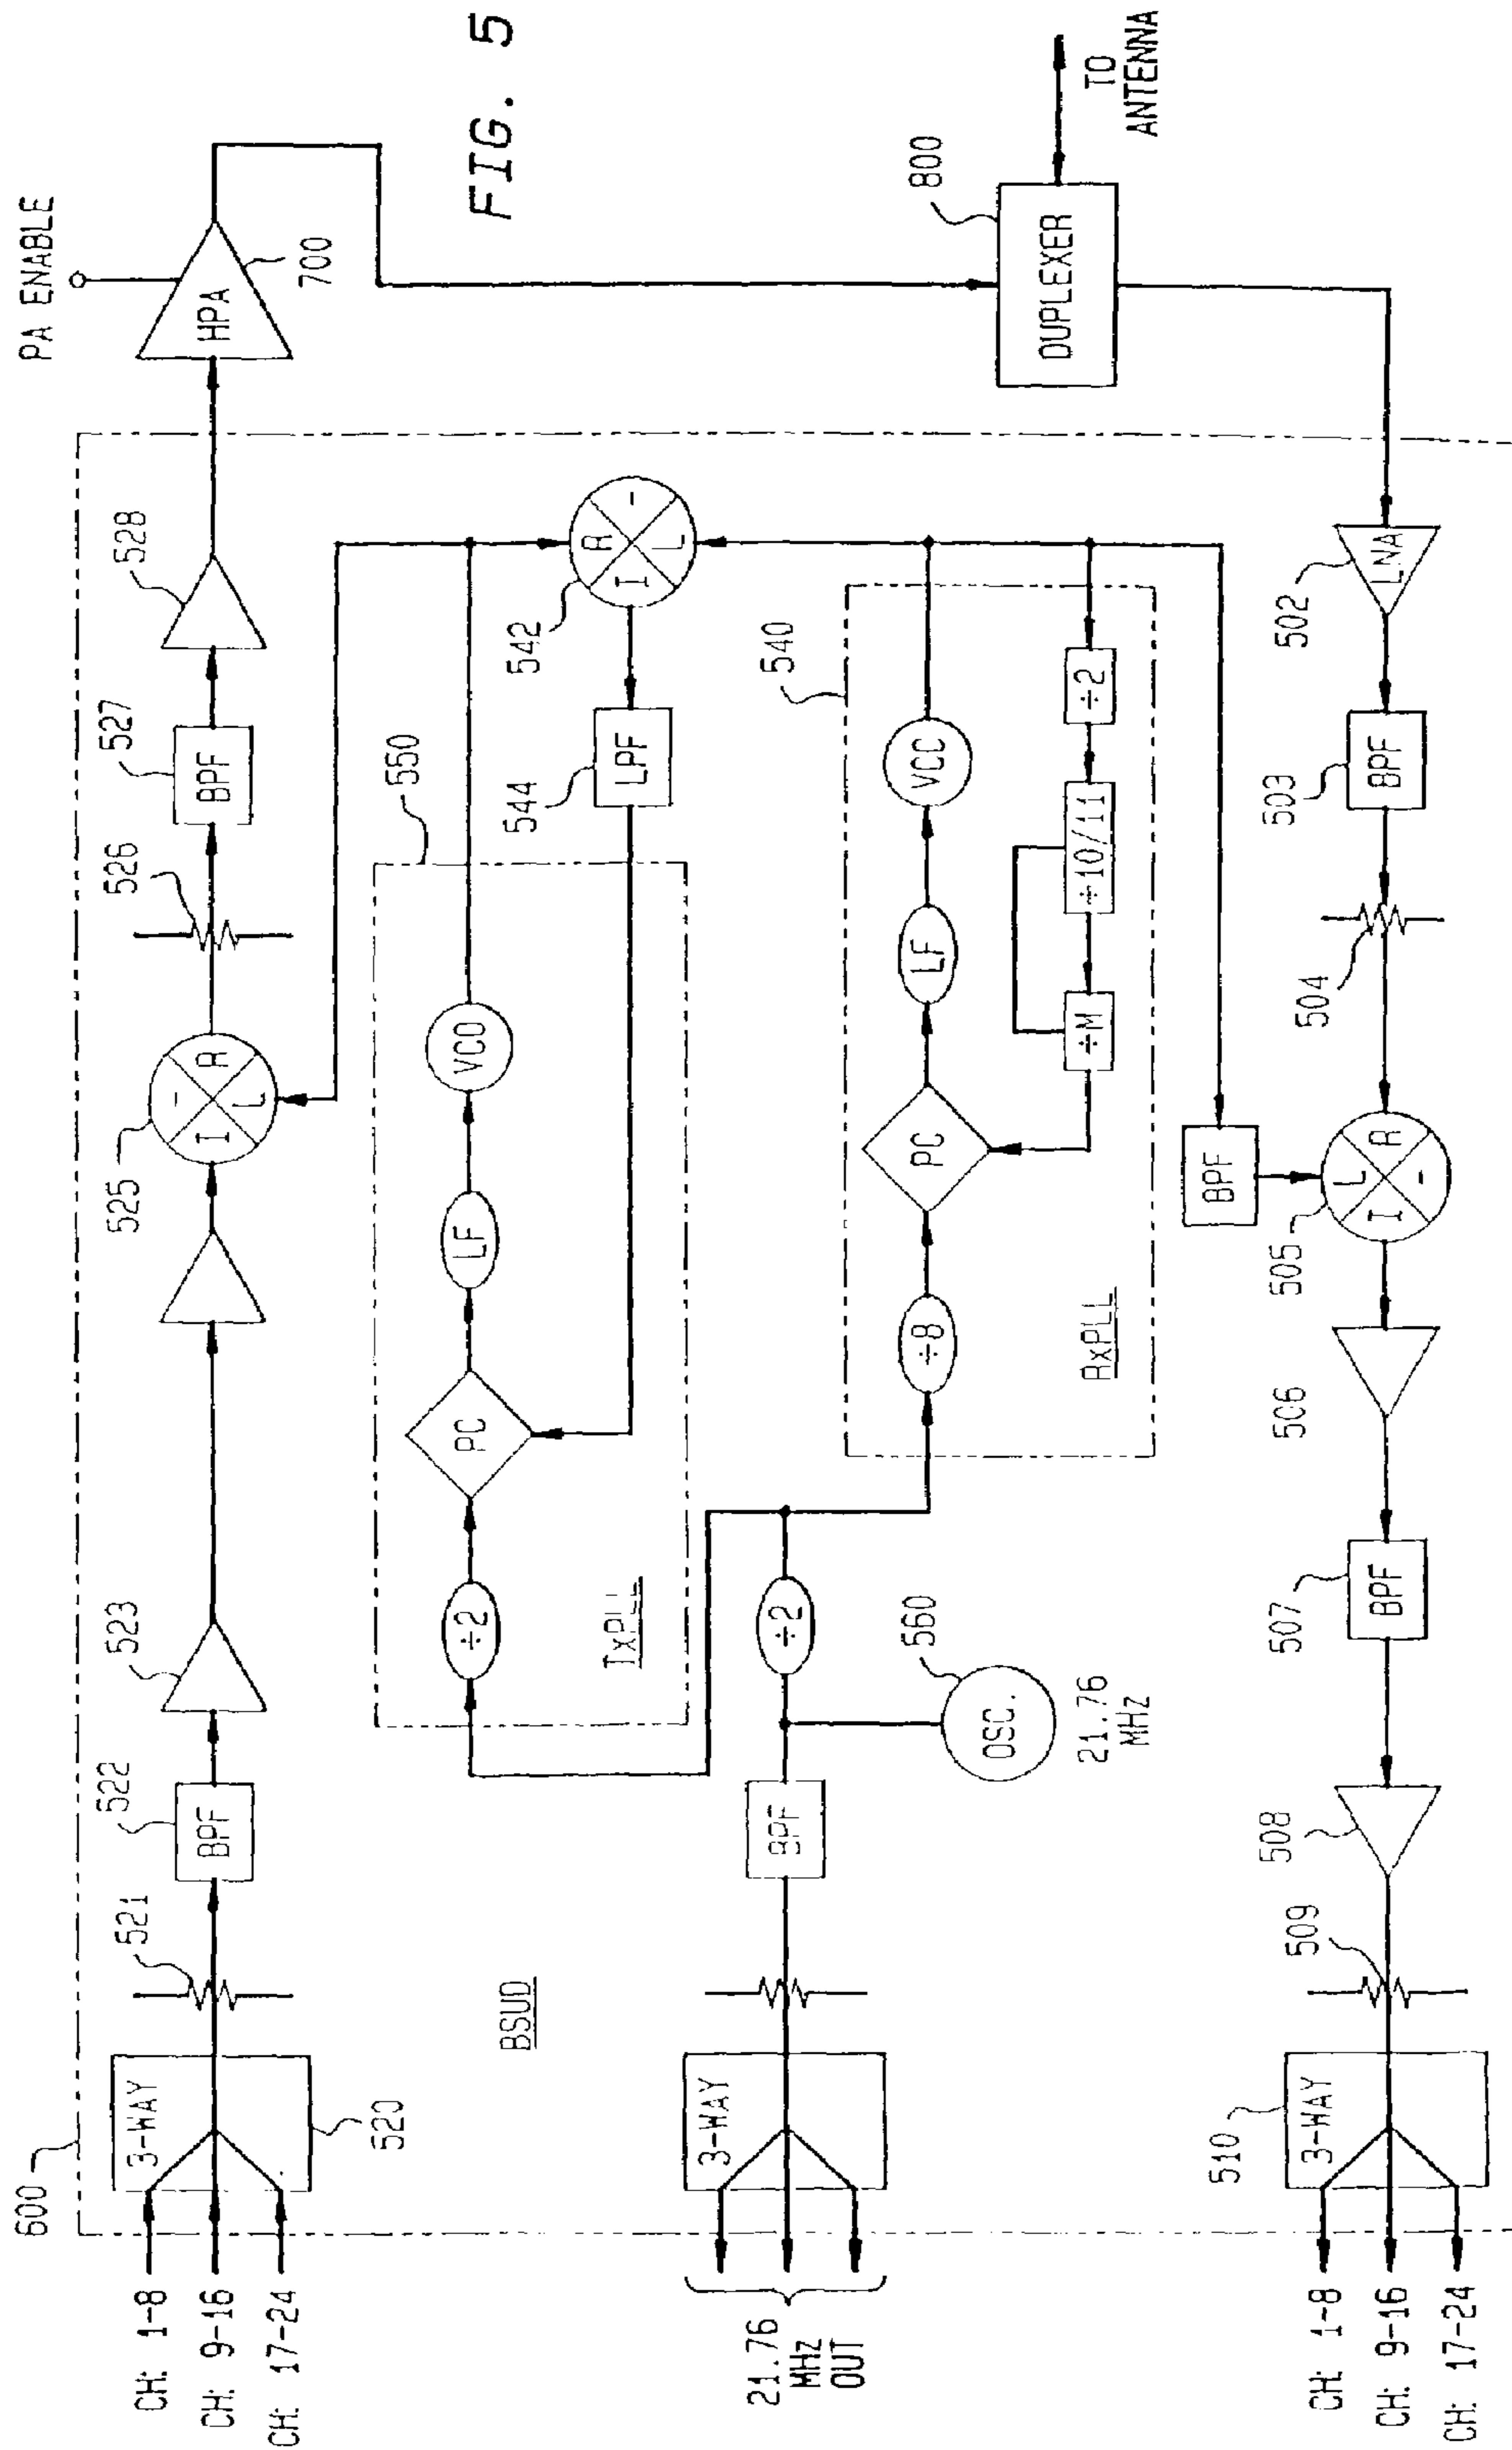 FIG. 5
600
CH: 1-8
CH: 9-16
CH: 17-24
3-WAY
520
521
BPF
522
523
525
I
-
R
L
526
BPF
527
528
HPA
700
PA ENABLE
550
÷2
PC
LF
VCO
TxPLL
544
LPF
542
I
R
-
L
BSUD
21.76
MHZ
OUT
3-WAY
BPF
÷2
560
OSC.
21.76
MHZ
540
÷8
PC
LF
VCC
÷M
÷10/11
÷2
RxPLL
BPF
800
DUPLEXER
TO
ANTENNA
CH: 1-8
CH: 9-16
CH: 17-24
510
3-WAY
509
508
507
BPF
506
505
I
L
R
-
504
503
BPF
502
LNA